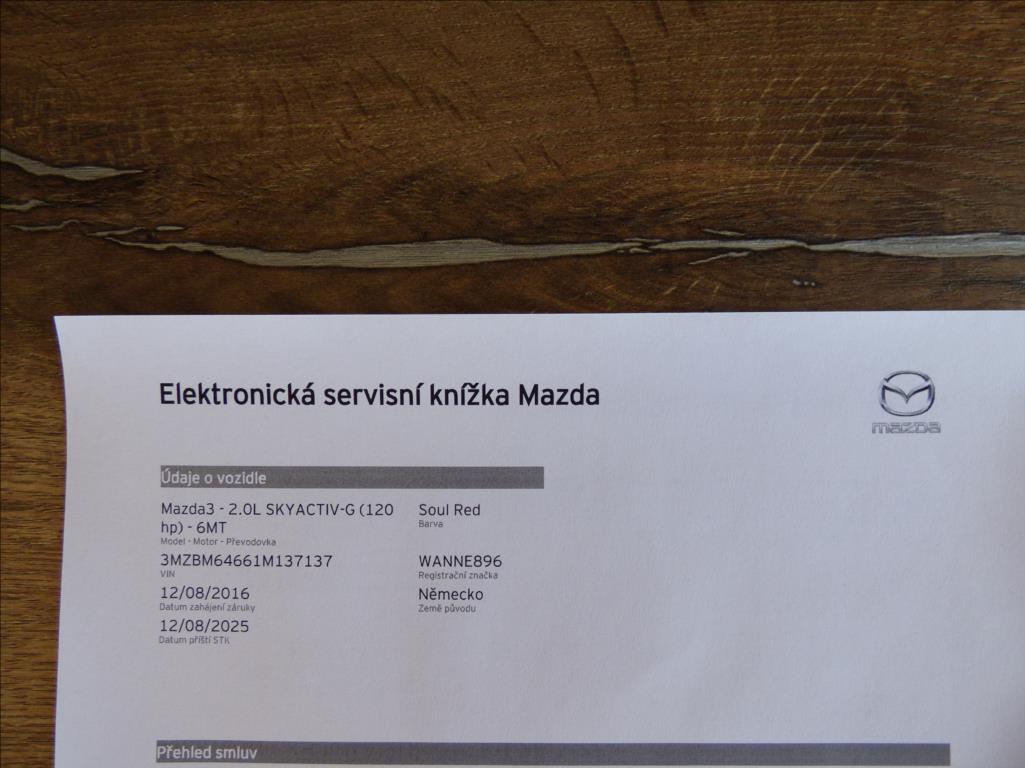 Elektronická servisní knížka Mazda
mazda
Údaje o vozidle
Mazda3 - 2.0L SKYACTIV-G (120
hp) - 6MT
Model - Motor - Převodovka
Soul Red
Barva
3MZBM64661M137137
VIN
WANNE896
Registrační značka
12/08/2016
Datum zahájení záruky
Německo
Země původu
12/08/2025
Datum příští STK
Přehled smluv